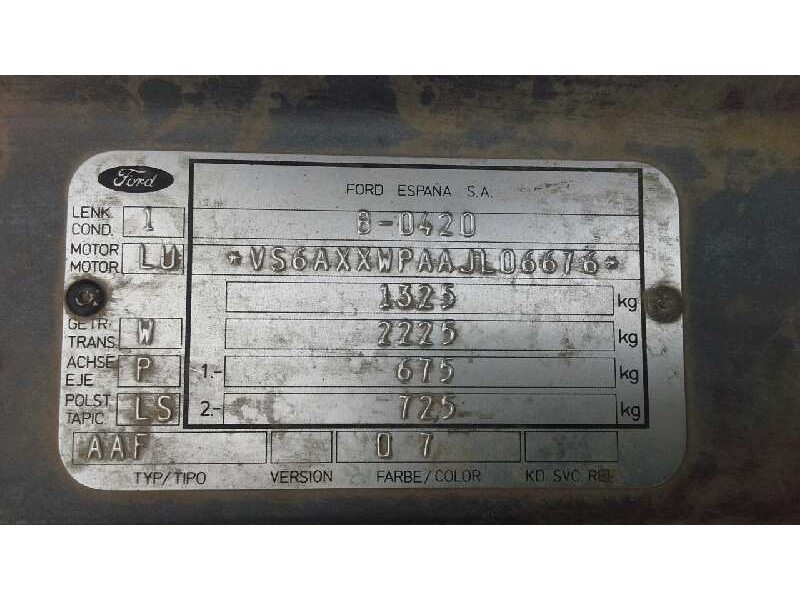 Ford
FORD ESPAÑA S.A.
LENK. COND. 1 B-0420
MOTOR MOTOR LU *VS6AXXWPAAJL06676*
1325 kg
GETR. TRANS. W 2225 kg
ACHSE EJE P 1.- 675 kg
POLST. TAPIC. LS 2.- 725 kg
AAF 07
TYP/TIPO VERSION FARBE/COLOR KD SVC REF